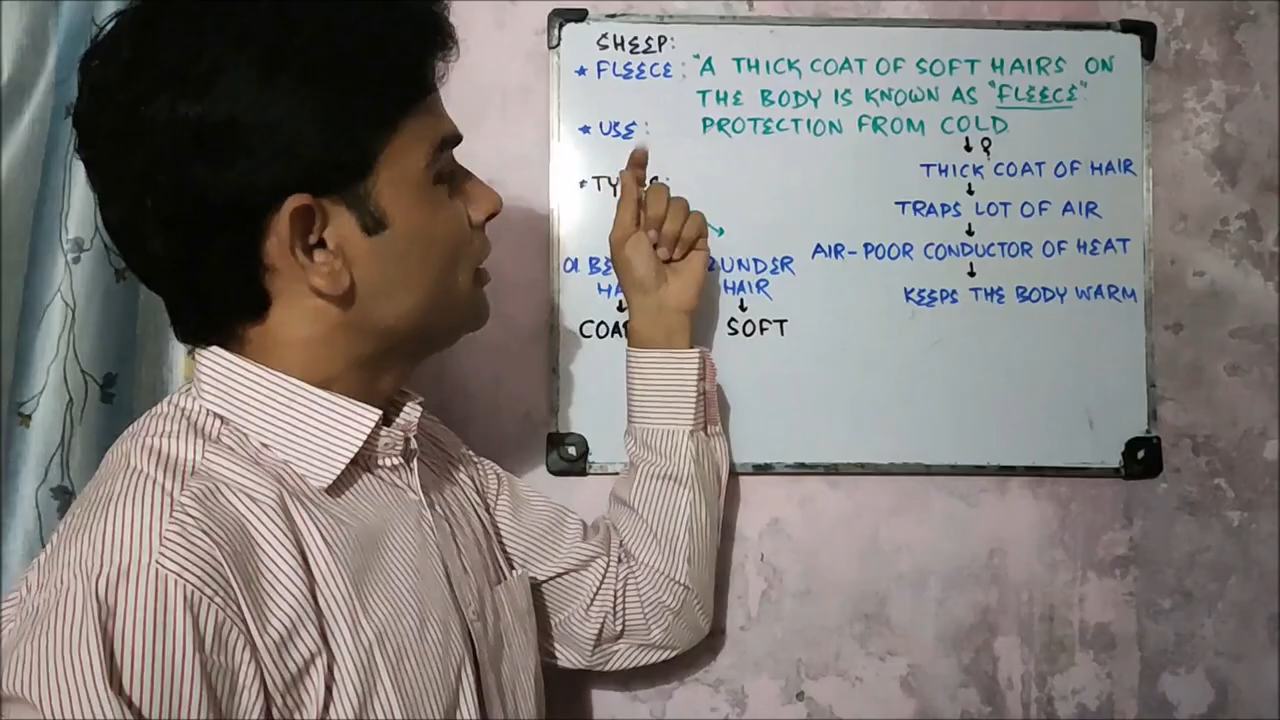 SHEEP:
* FLEECE: "A THICK COAT OF SOFT HAIRS ON
THE BODY IS KNOWN AS "FLEECE"
* USE: PROTECTION FROM COLD
?
THICK COAT OF HAIR
TRAPS LOT OF AIR
AIR-POOR CONDUCTOR OF HEAT
KEEPS THE BODY WARM
UNDER
HAIR
SOFT